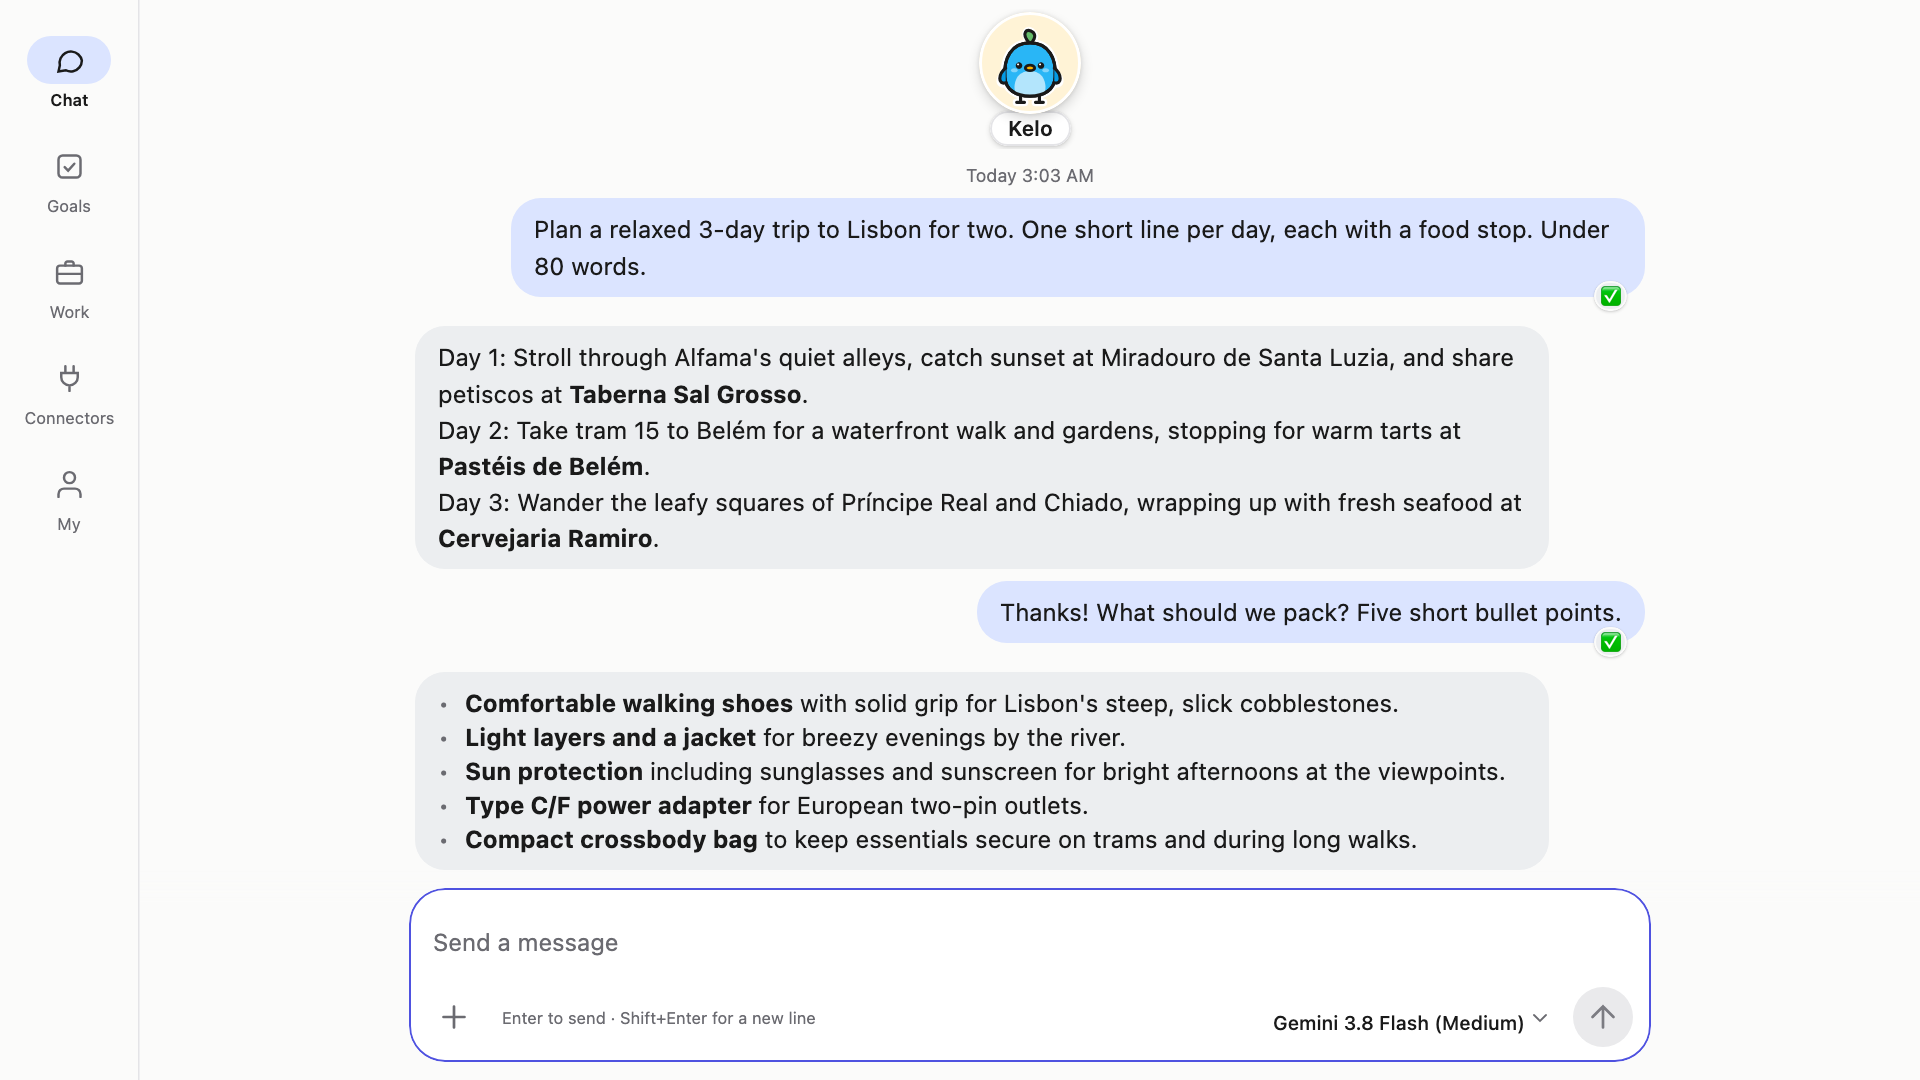 Chat
Goals
Work
Connectors
My
Kelo
Today 3:03 AM
Plan a relaxed 3-day trip to Lisbon for two. One short line per day, each with a food stop. Under
80 words.
Day 1: Stroll through Alfama's quiet alleys, catch sunset at Miradouro de Santa Luzia, and share
petiscos at Taberna Sal Grosso.
Day 2: Take tram 15 to Belém for a waterfront walk and gardens, stopping for warm tarts at
Pastéis de Belém.
Day 3: Wander the leafy squares of Príncipe Real and Chiado, wrapping up with fresh seafood at
Cervejaria Ramiro.
Thanks! What should we pack? Five short bullet points.
• Comfortable walking shoes with solid grip for Lisbon's steep, slick cobblestones.
• Light layers and a jacket for breezy evenings by the river.
• Sun protection including sunglasses and sunscreen for bright afternoons at the viewpoints.
• Type C/F power adapter for European two-pin outlets.
• Compact crossbody bag to keep essentials secure on trams and during long walks.
Send a message
Enter to send · Shift+Enter for a new line
Gemini 3.8 Flash (Medium)